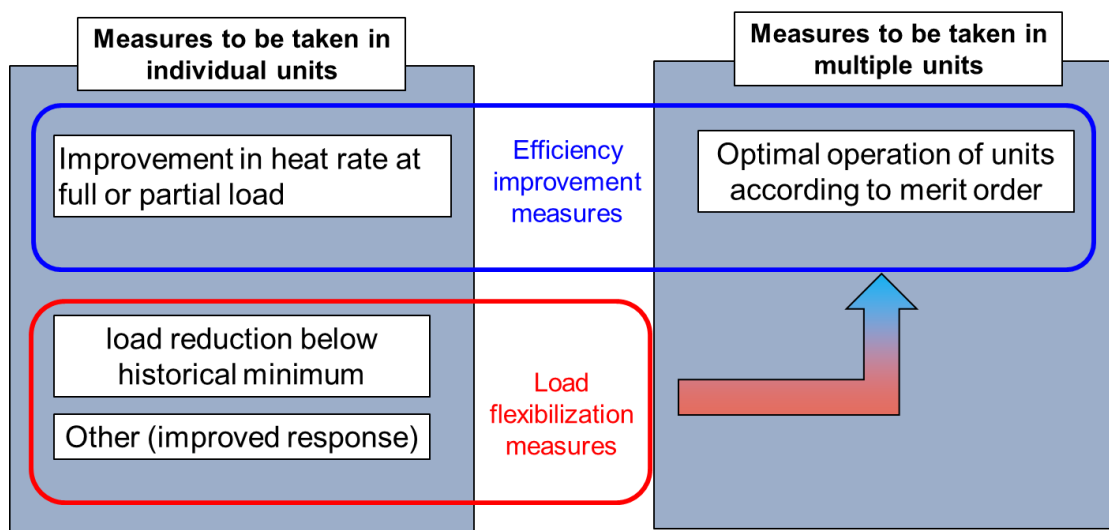 Measures to be taken in
individual units
Measures to be taken in
multiple units
Improvement in heat rate at
full or partial load
Efficiency
improvement
measures
Optimal operation of units
according to merit order
load reduction below
historical minimum
Other (improved response)
Load
flexibilization
measures